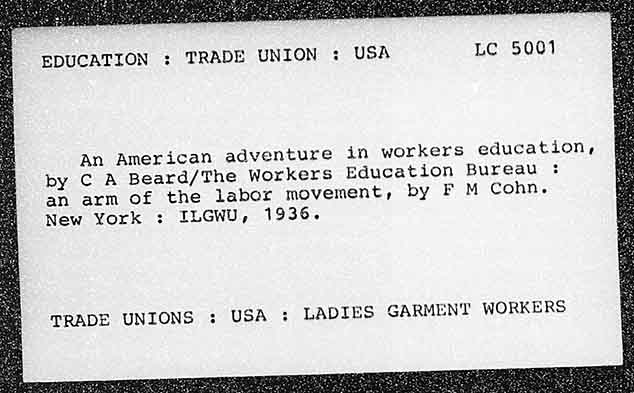 EDUCATION : TRADE UNION : USA LC 5001
An American adventure in workers education,
by C A Beard/The Workers Education Bureau :
an arm of the labor movement, by F M Cohn.
New York : ILGWU, 1936.
TRADE UNIONS : USA : LADIES GARMENT WORKERS